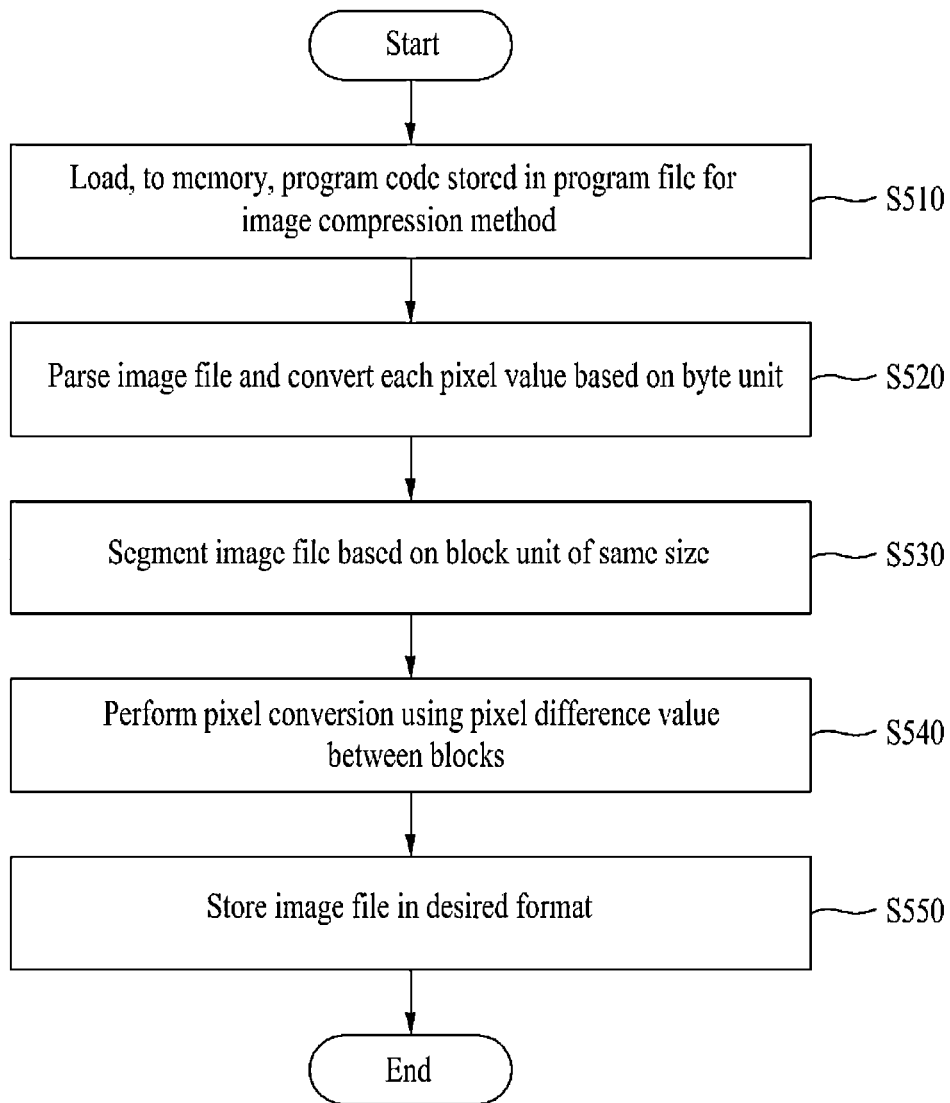 Start
Load, to memory, program code stored in program file for
image compression method
S510
Parse image file and convert each pixel value based on byte unit
S520
Segment image file based on block unit of same size
S530
Perform pixel conversion using pixel difference value
between blocks
S540
Store image file in desired format
S550
End